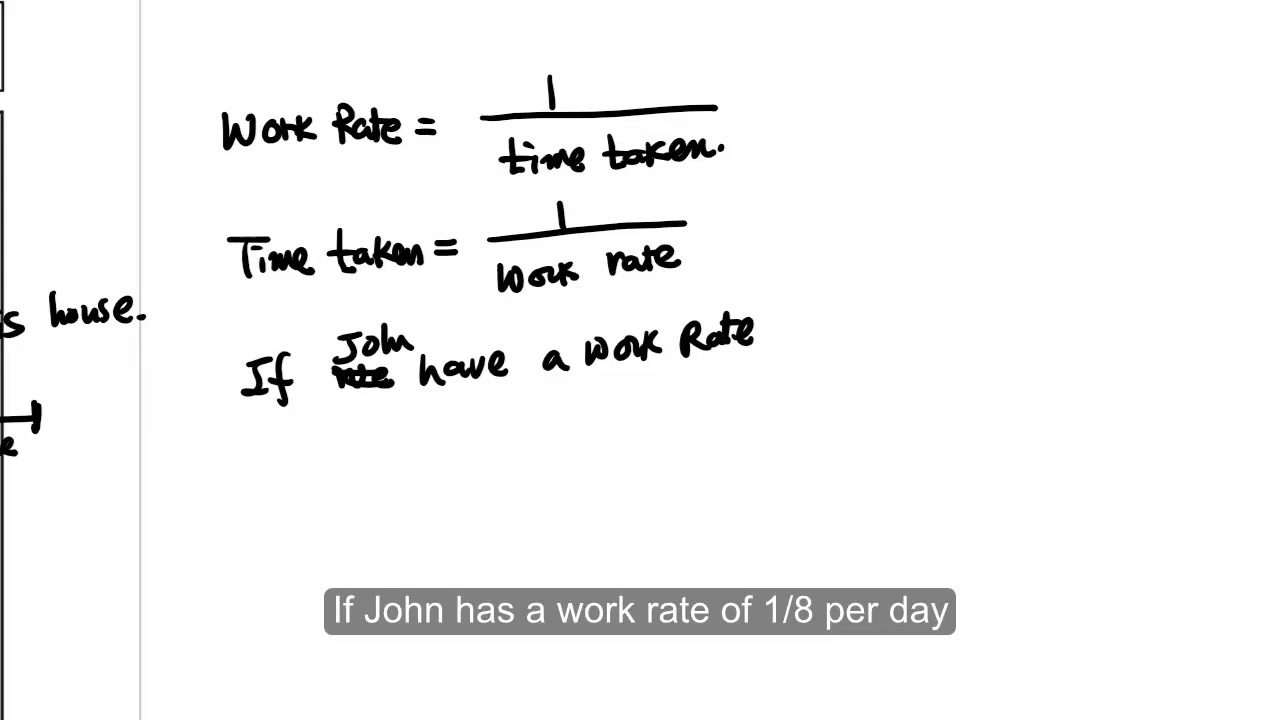 Work Rate = 1 / time taken.
Time taken = 1 / work rate
s house.
If John have a work Rate
e
If John has a work rate of 1/8 per day